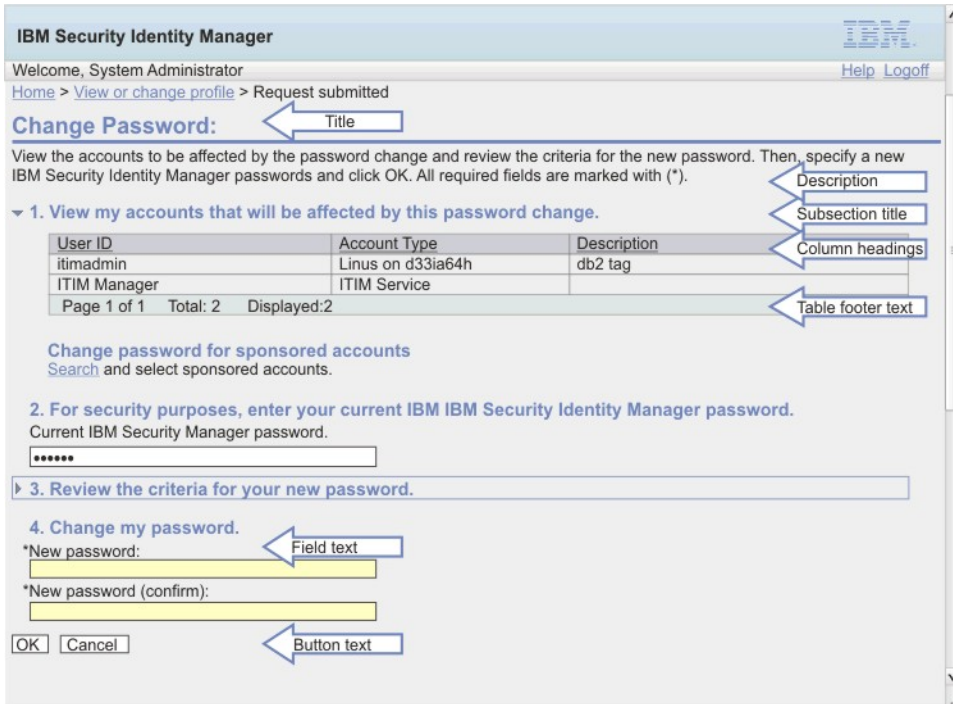 IBM Security Identity Manager
IBM
Welcome, System Administrator
Help Logoff
Home > View or change profile > Request submitted
Change Password:
Title
View the accounts to be affected by the password change and review the criteria for the new password. Then, specify a new
IBM Security Identity Manager passwords and click OK. All required fields are marked with (*).
Description
1. View my accounts that will be affected by this password change.
Subsection title
User ID Account Type Description
Column headings
itimadmin Linus on d33ia64h db2 tag
ITIM Manager ITIM Service
Page 1 of 1 Total: 2 Displayed:2
Table footer text
Change password for sponsored accounts
Search and select sponsored accounts.
2. For security purposes, enter your current IBM IBM Security Identity Manager password.
Current IBM Security Manager password.
••••••
3. Review the criteria for your new password.
4. Change my password.
*New password:
Field text
*New password (confirm):
OK Cancel
Button text